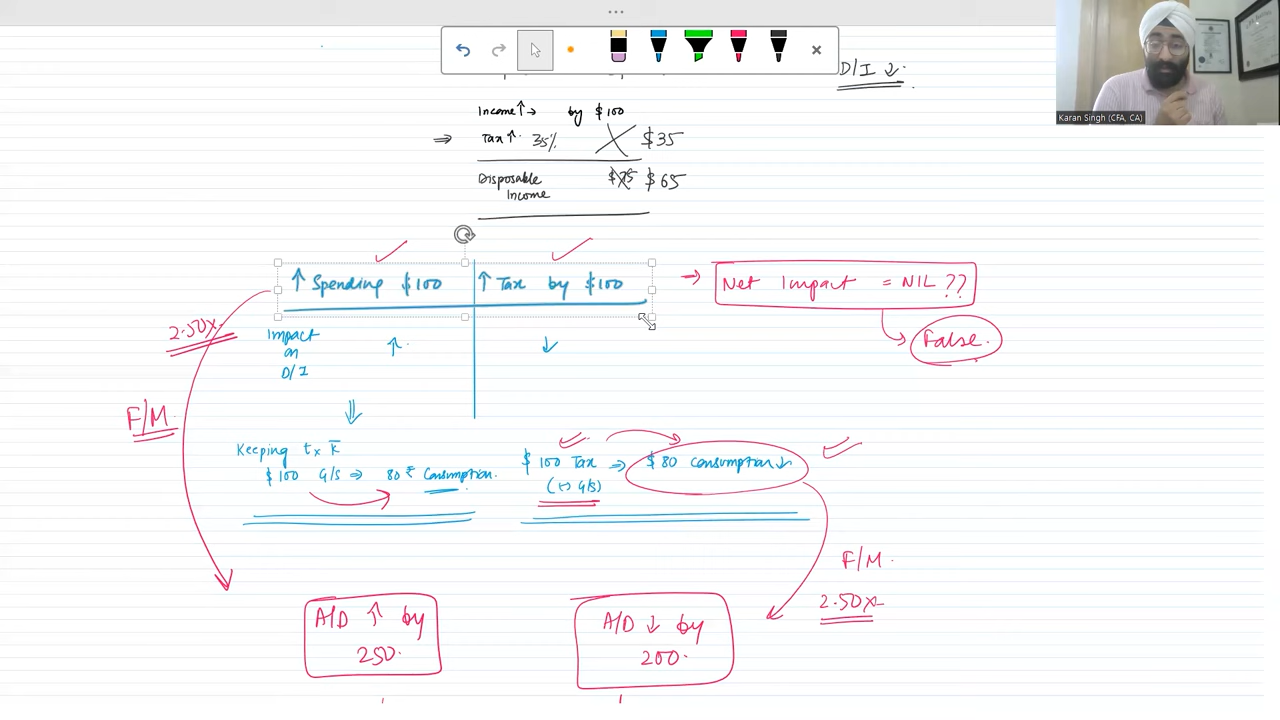 D/I ↓.
Karan Singh (CFA, CA)
Income↑→ by $100
⇒ Tax↑. 35% $35
Disposable Income $75 $65
↑ Spending $100 ↑ Tax by $100
→ Net Impact = NIL ??
False.
2.50x
Impact on D/I ↑ ↓
F/M
⇓
Keeping tx k̅
$100 G/S ⇒ 80₹ Consumption.
$100 Tax ⇒ $80 Consumption↓
(↔ G/S)
F/M.
2.50x
A/D ↑ by
250.
A/D ↓ by
200.